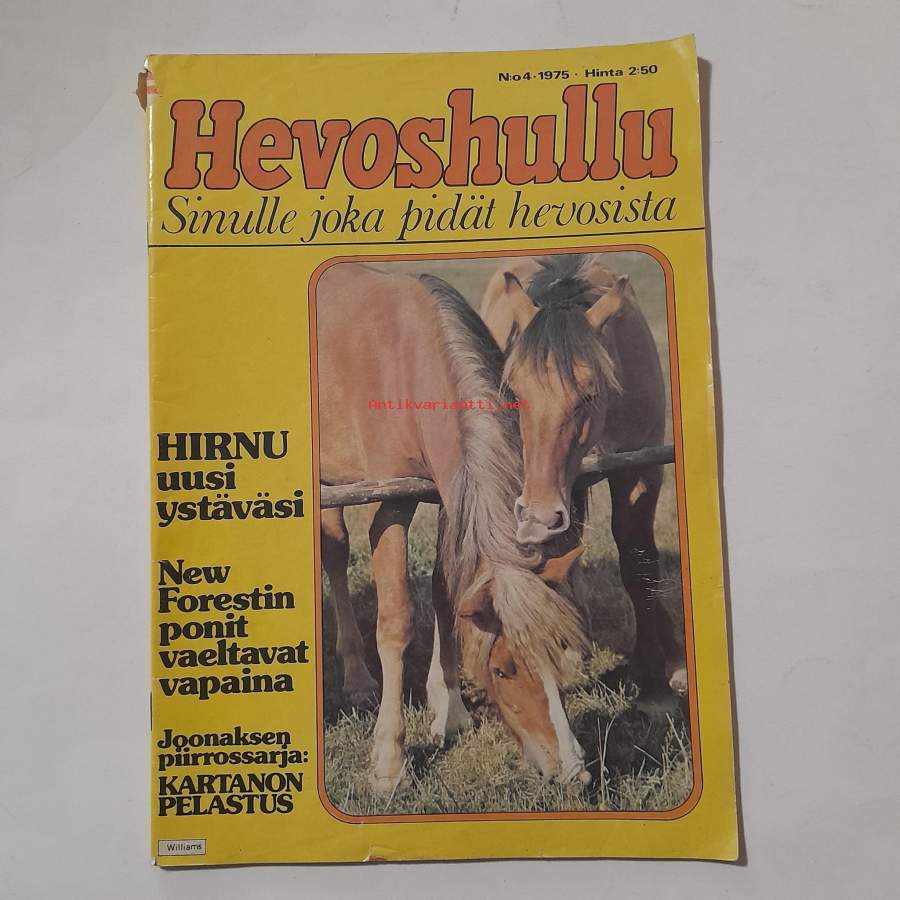 N:o 4 · 1975 · Hinta 2:50
Hevoshullu
Sinulle joka pidät hevosista
Antikvariaatti.net
HIRNU
uusi
ystäväsi
New
Forestin
ponit
vaeltavat
vapaina
Joonaksen
piirrossarja:
KARTANON
PELASTUS
Williams